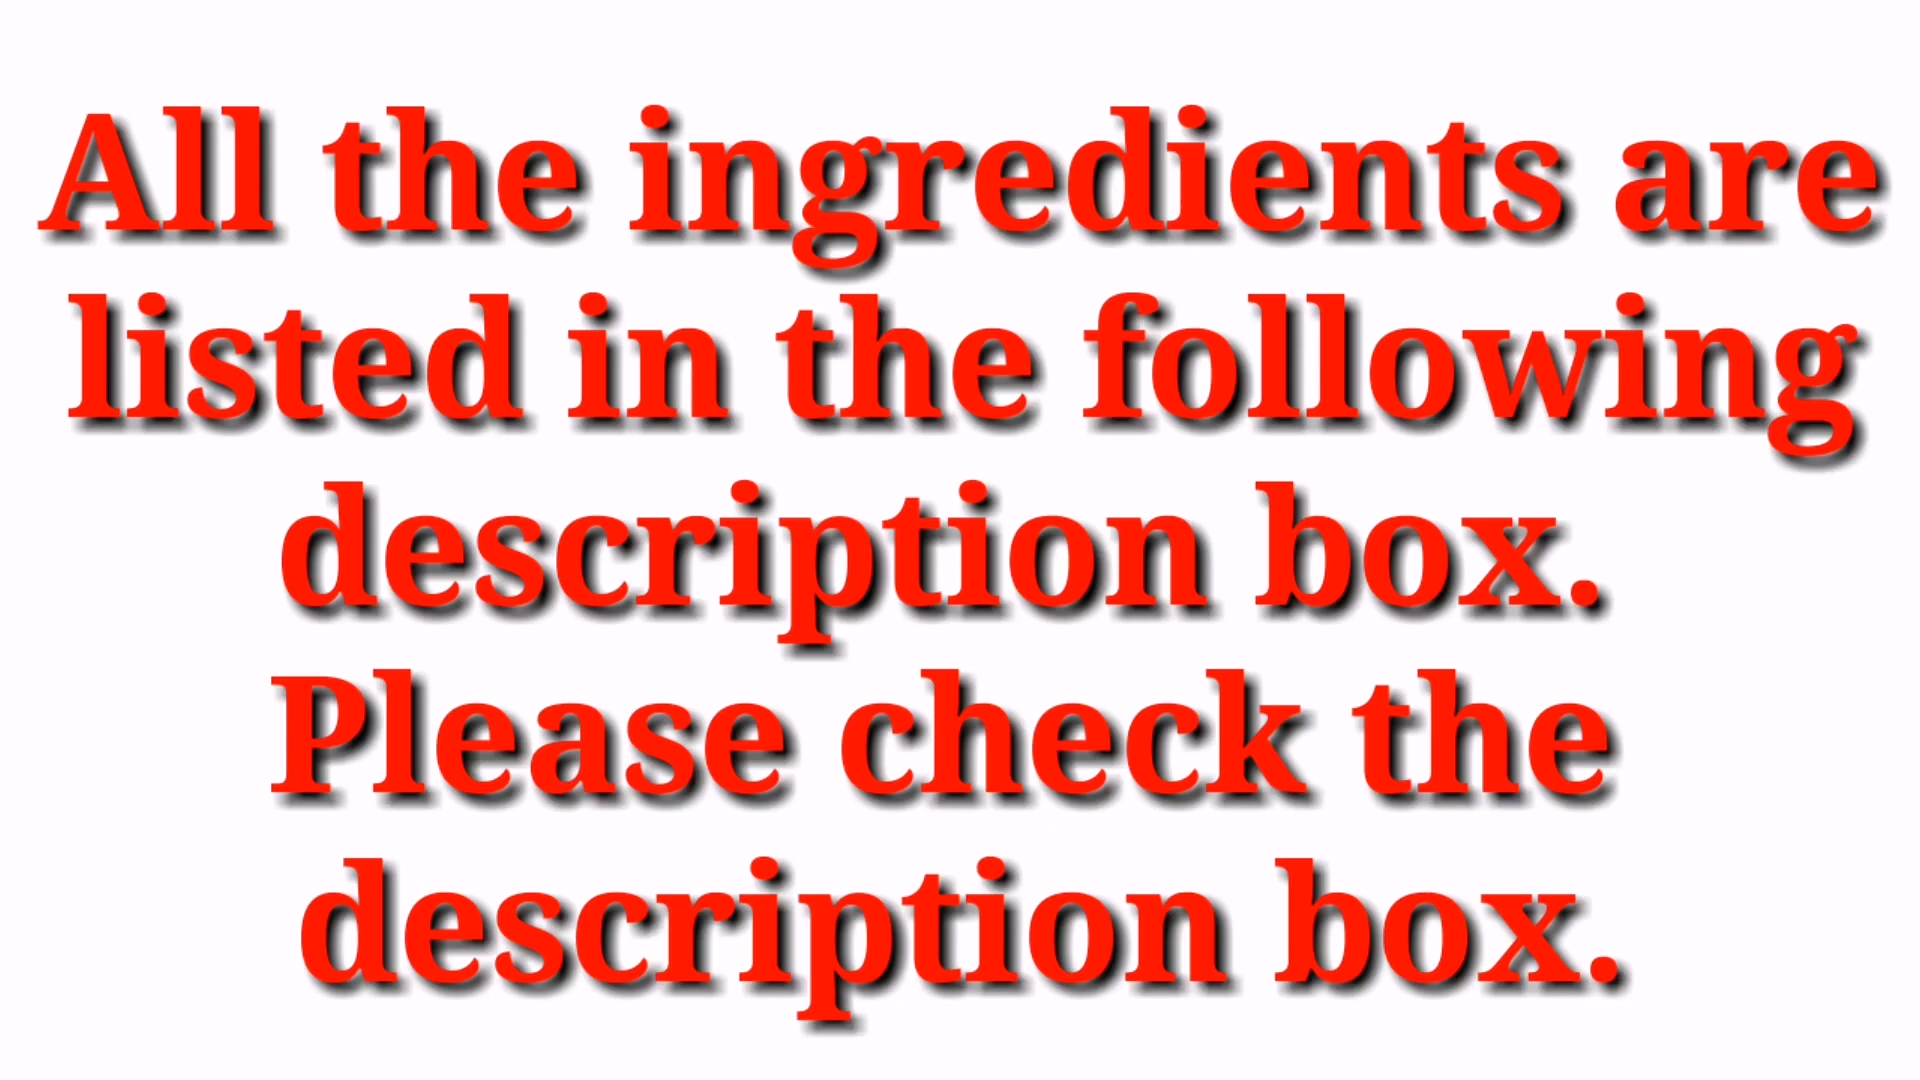 All the ingredients are
listed in the following
description box.
Please check the
description box.